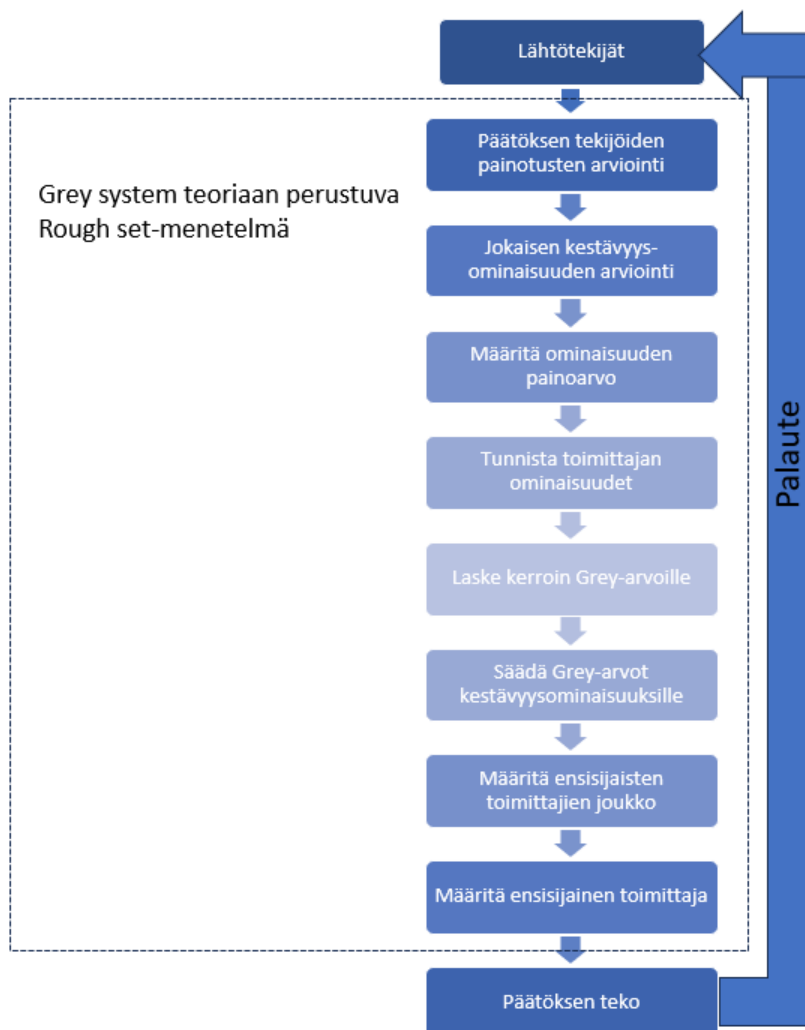 Lähtötekijät
Grey system teoriaan perustuva
Rough set-menetelmä
Päätöksen tekijöiden
painotusten arviointi
Jokaisen kestävyys-
ominaisuuden arviointi
Määritä ominaisuuden
painoarvo
Tunnista toimittajan
ominaisuudet
Laske kerroin Grey-arvoille
Säädä Grey-arvot
kestävyysominaisuuksille
Määritä ensisijaisten
toimittajien joukko
Määritä ensisijainen toimittaja
Päätöksen teko
Palaute